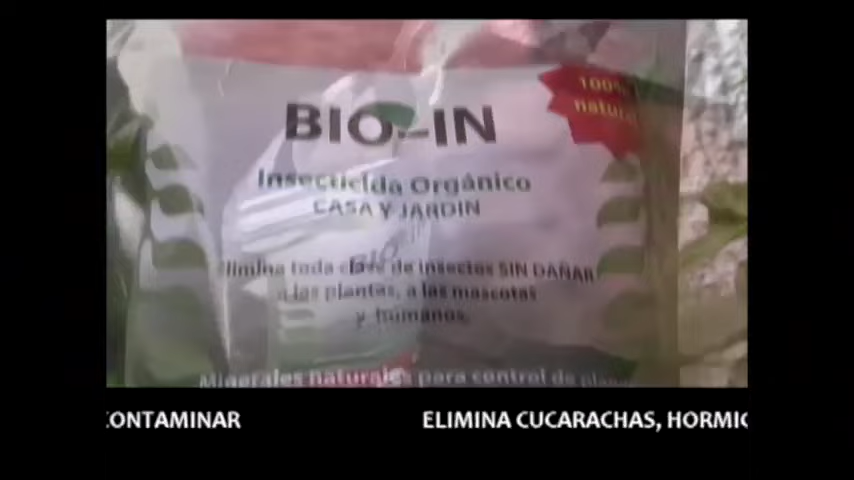 100%
natural
BIO-IN
Insecticida Orgánico
CASA Y JARDIN
BIO
Elimina toda clase de insectos SIN DAÑAR
a las plantas, a las mascotas
y humanos.
Minerales naturales para control de
CONTAMINAR ELIMINA CUCARACHAS, HORMIG